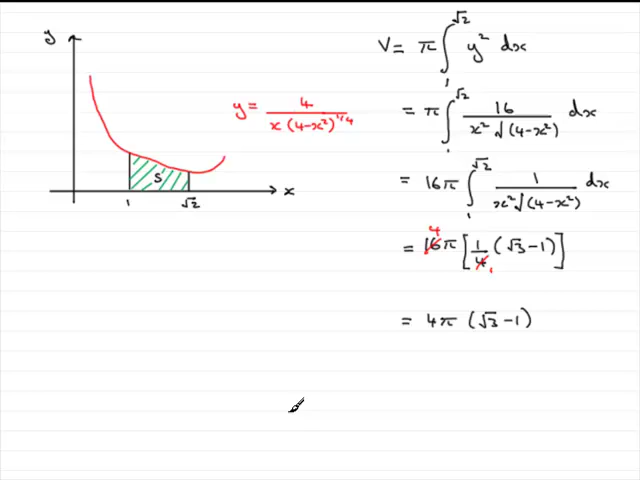 y
V = π ∫₁^√2 y² dx
y = 4 / x(4-x²)^1/4
= π ∫₁^√2 16 / x²√(4-x²) dx
S
x
1
√2
= 16π ∫₁^√2 1 / x²√(4-x²) dx
4
= 16π [1/4 (√3-1)]
1
= 4π (√3-1)